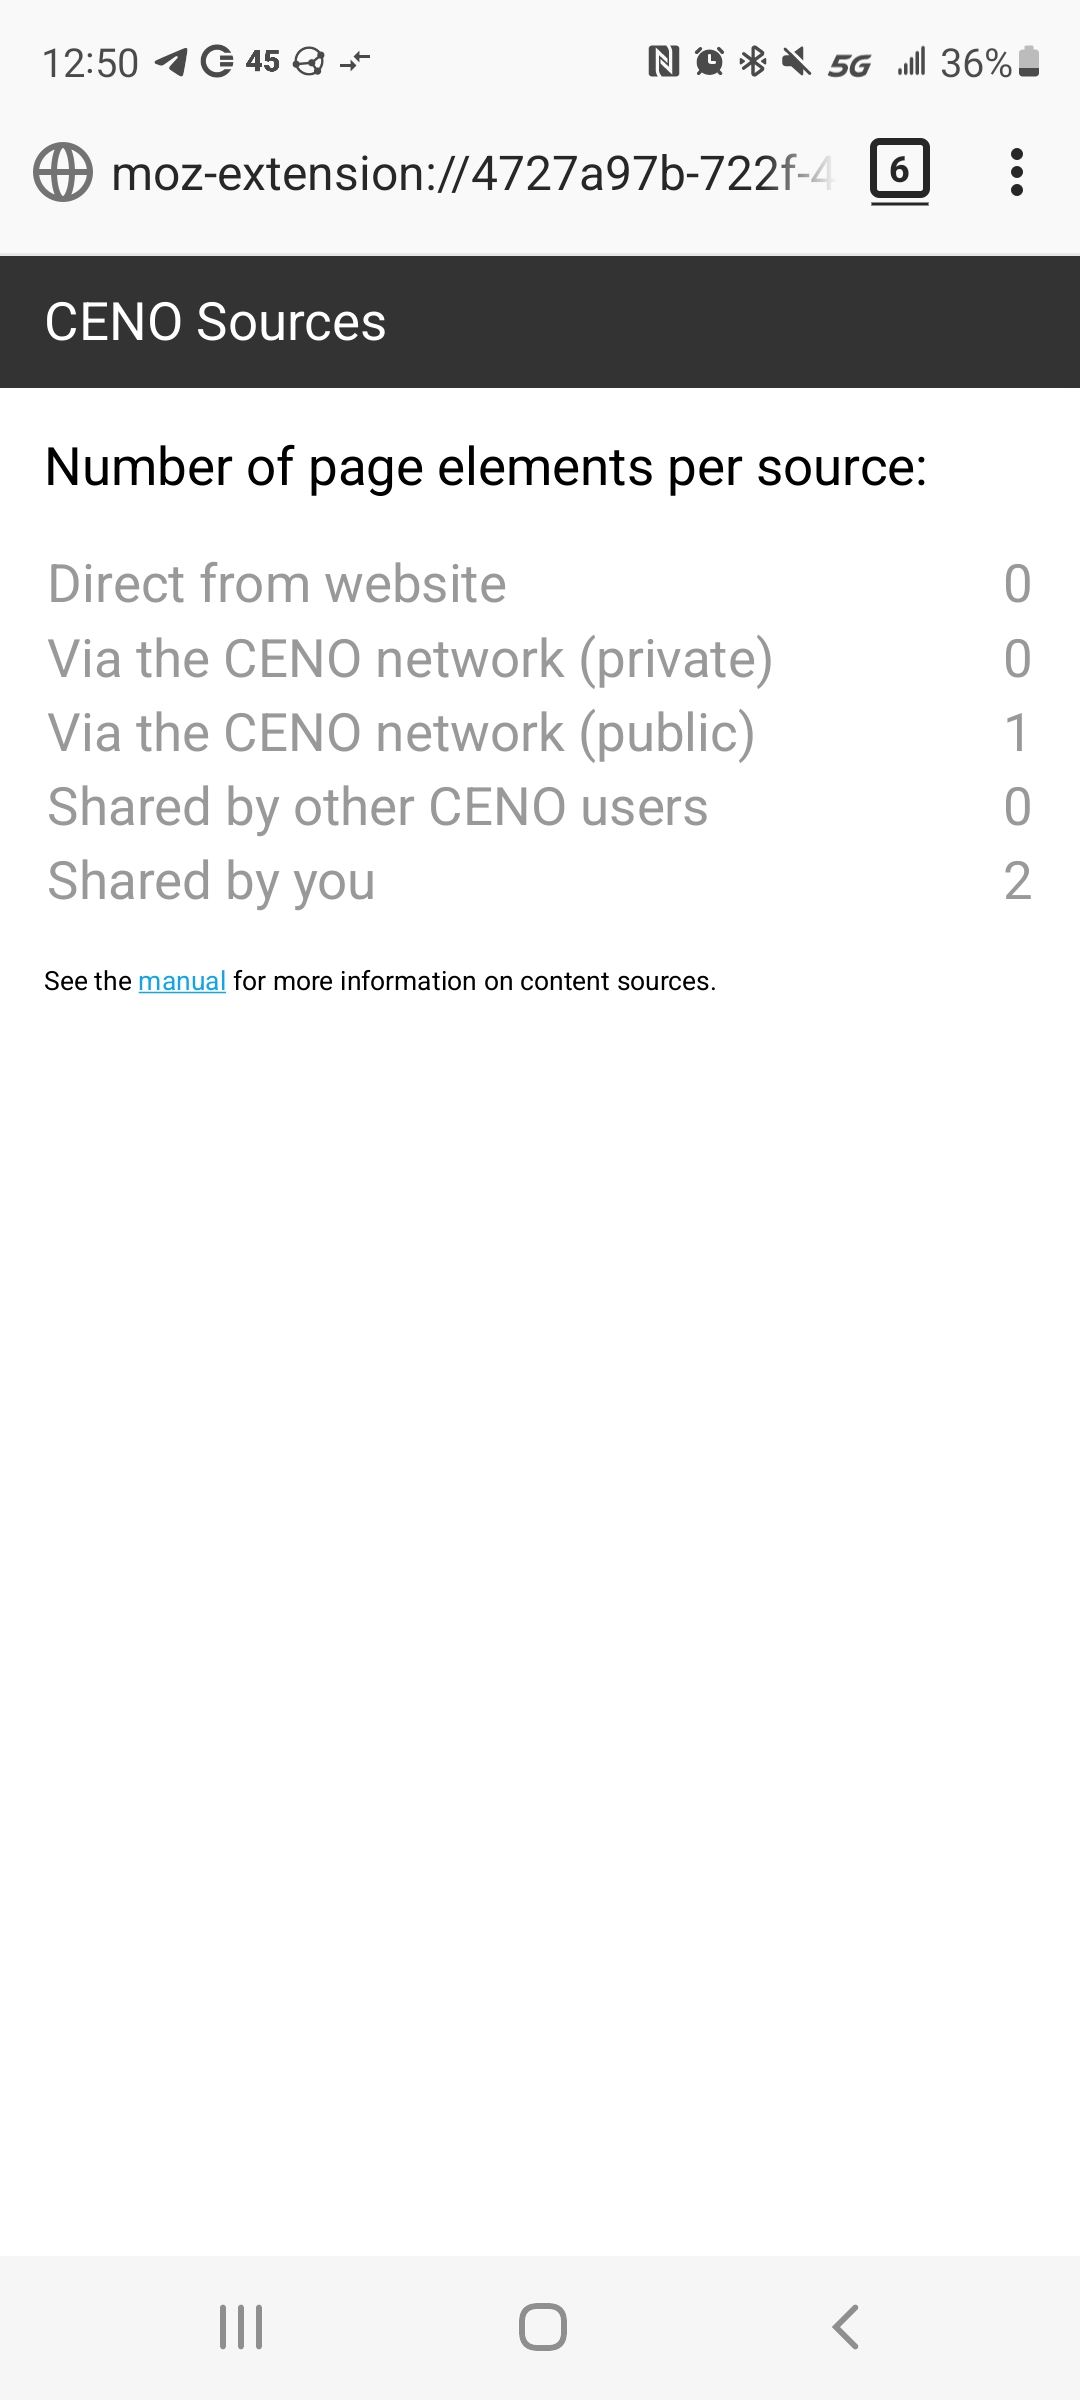 12:50 45 5G 36%
moz-extension://4727a97b-722f-4 6
CENO Sources
Number of page elements per source:
Direct from website 0
Via the CENO network (private) 0
Via the CENO network (public) 1
Shared by other CENO users 0
Shared by you 2
See the manual for more information on content sources.